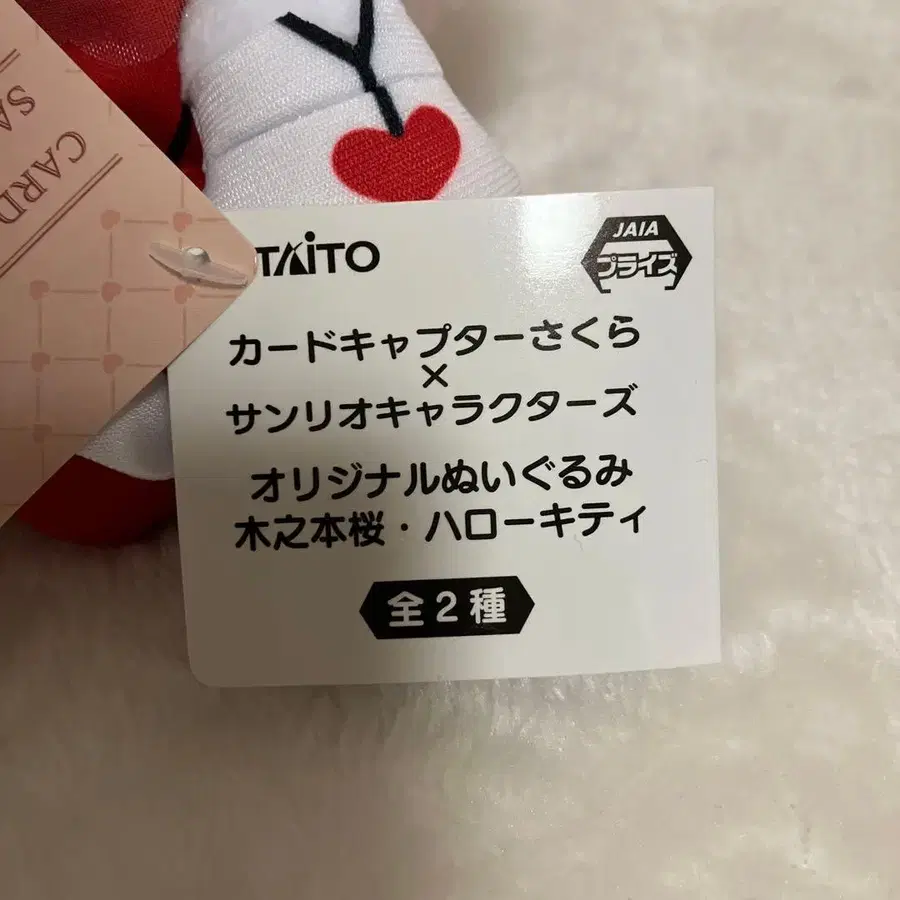 CARD
SA
TAITO
JAIA
プライズ
カードキャプターさくら
×
サンリオキャラクターズ
オリジナルぬいぐるみ
木之本桜・ハローキティ
全2種